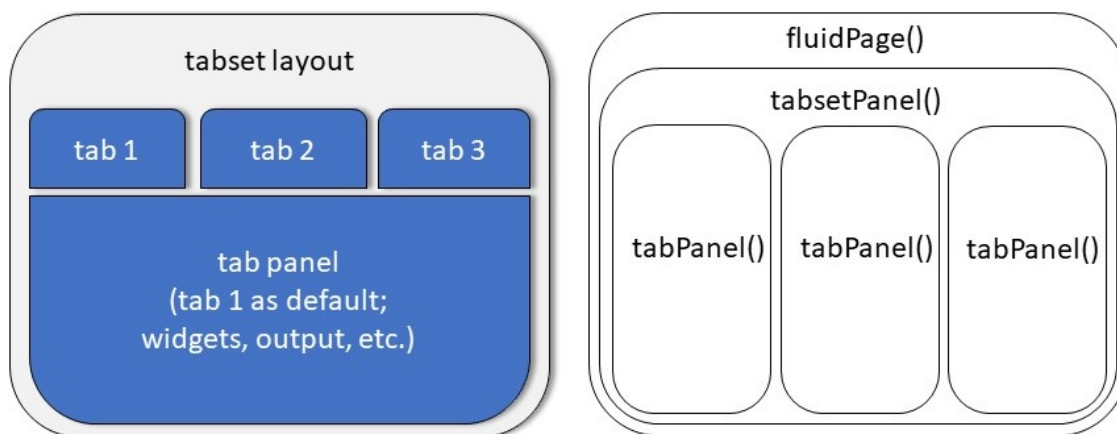 tabset layout
tab 1
tab 2
tab 3
tab panel
(tab 1 as default;
widgets, output, etc.)
fluidPage()
tabsetPanel()
tabPanel()
tabPanel()
tabPanel()